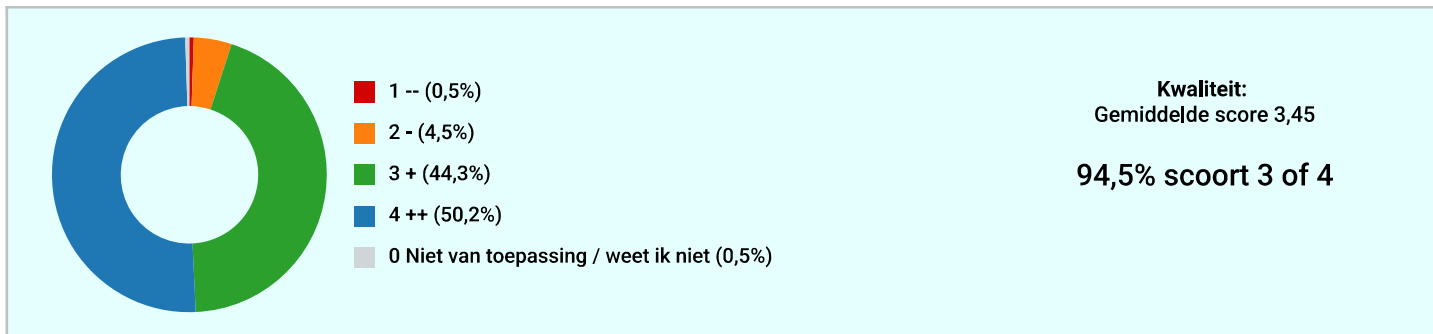 1 -- (0,5%)
2 - (4,5%)
3 + (44,3%)
4 ++ (50,2%)
0 Niet van toepassing / weet ik niet (0,5%)
Kwaliteit:
Gemiddelde score 3,45
94,5% scoort 3 of 4